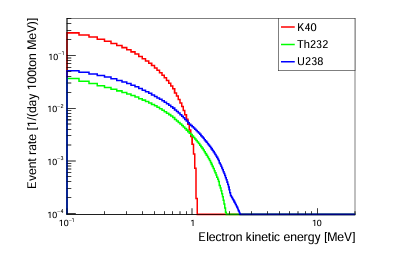 K40
Th232
U238
Event rate [1/(day 100ton MeV)]
10⁻¹
10⁻²
10⁻³
10⁻⁴
10⁻¹ 1 10
Electron kinetic energy [MeV]